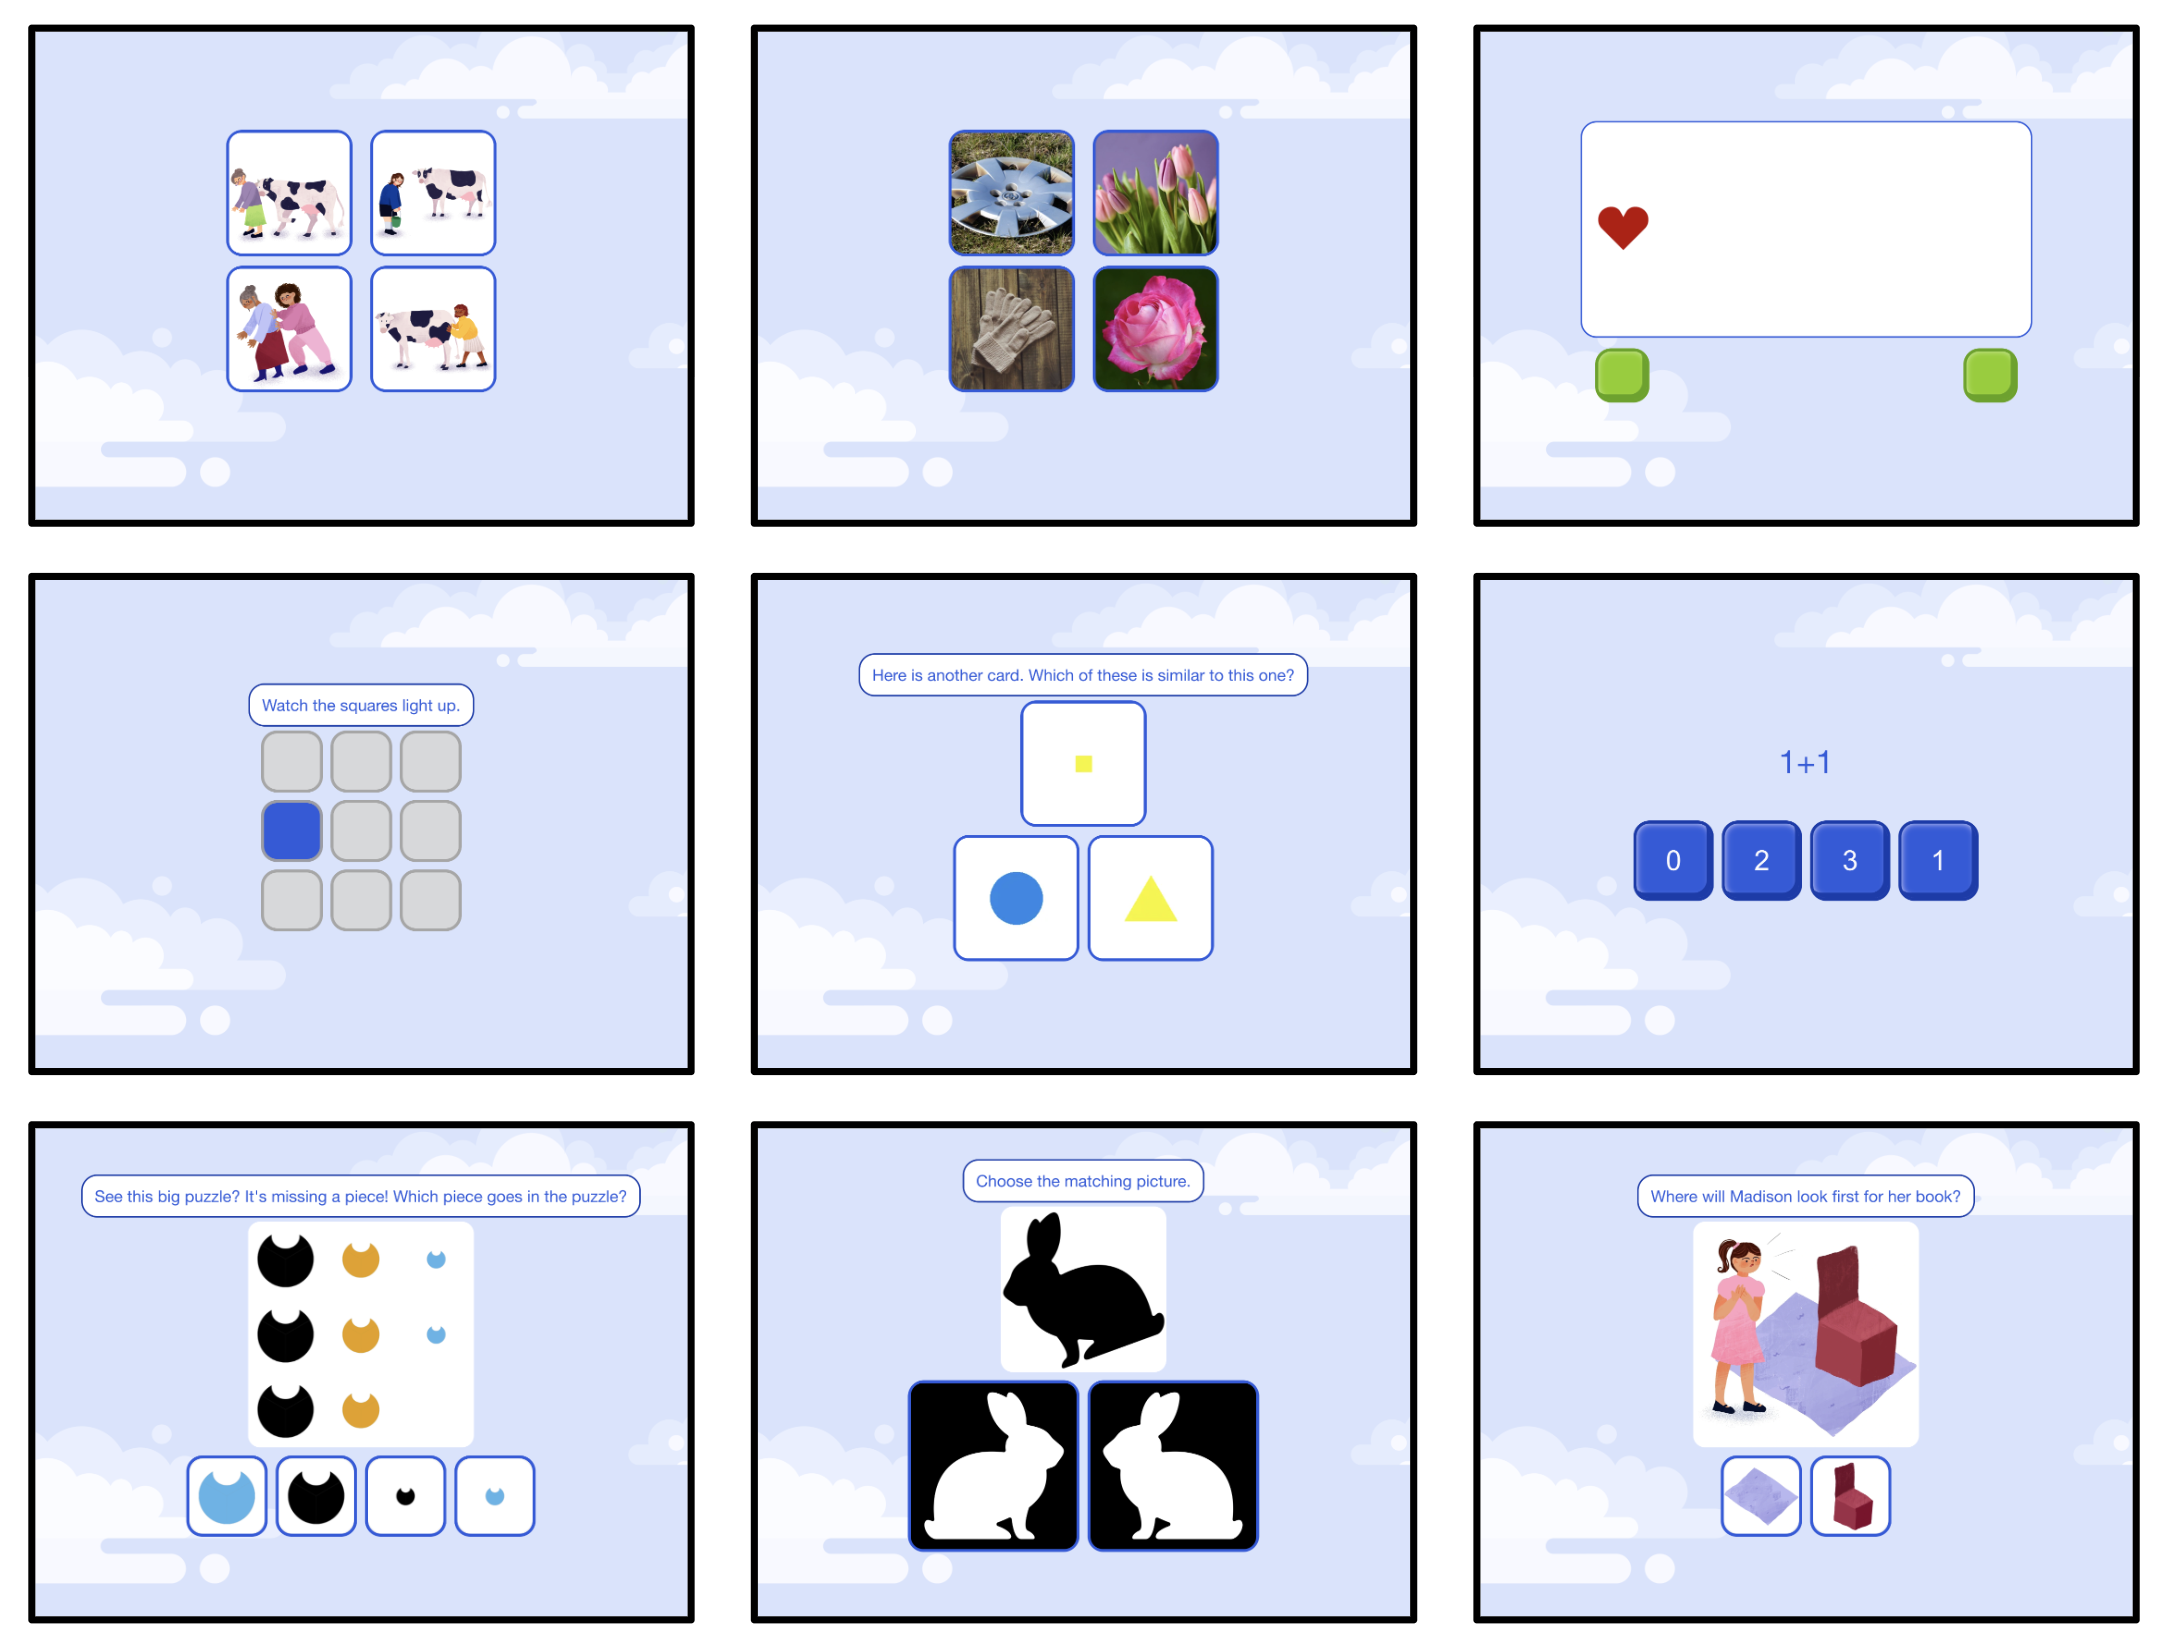 Watch the squares light up.
Here is another card. Which of these is similar to this one?
1+1
0 2 3 1
See this big puzzle? It's missing a piece! Which piece goes in the puzzle?
Choose the matching picture.
Where will Madison look first for her book?